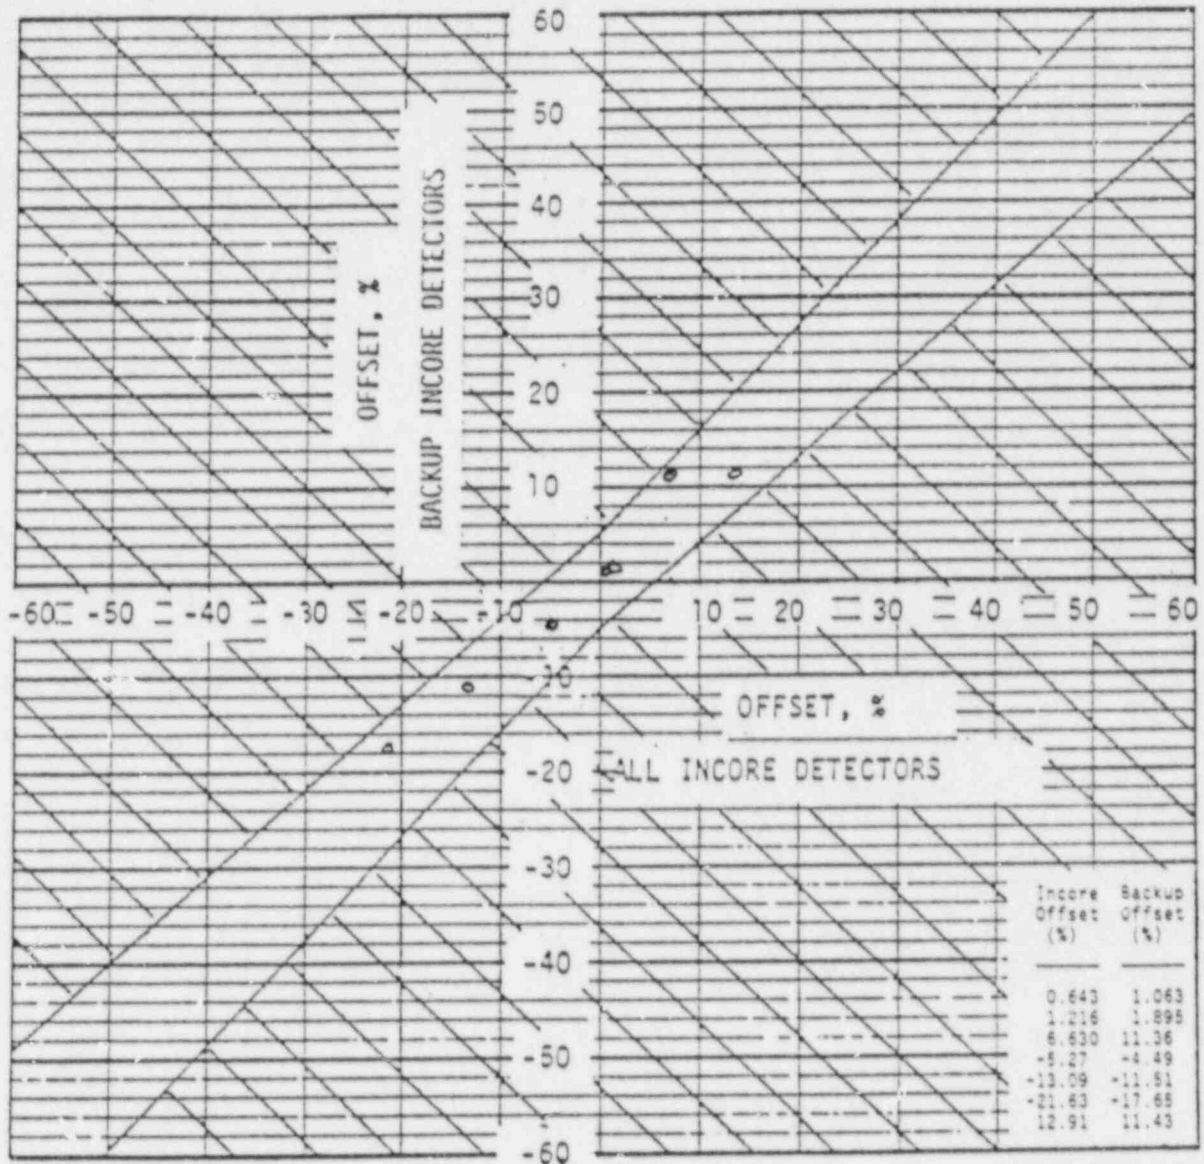 60
50
40
30
20
10
OFFSET, %
BACKUP INCORE DETECTORS
-60 -50 -40 -30 -20 -10 10 20 30 40 50 60
-10
-20
-30
-40
-50
-60
OFFSET, %
ALL INCORE DETECTORS
Incore Backup
Offset Offset
(%) (%)
0.643 1.063
1.216 1.895
6.630 11.36
-5.27 -4.49
-13.09 -11.51
-21.63 -17.65
12.91 11.43